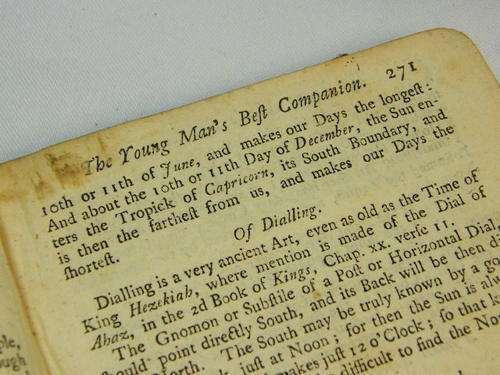 The Young Man's Beſt Companion. 271
10th or 11th of June, and makes our Days the longeſt:
And about the 10th or 11th Day of December, the Sun en-
ters the Tropick of Capricorn, its South Boundary, and
is then the fartheſt from us, and makes our Days the
ſhorteſt.
Of Dialling.
Dialling is a very ancient Art, even as old as the Time of
King Hezekiah, where mention is made of the Dial of
Ahaz, in the 2d Book of Kings, Chap. xx. verſe 11.
The Gnomon or Subſtile of a Poſt or Horizontal Dial,
ſhould point directly South, and its Back will be then
North. The South may be truly known by a
juſt at Noon; for then the Sun is
makes juſt 12 o'Clock; ſo that
difficult to find the